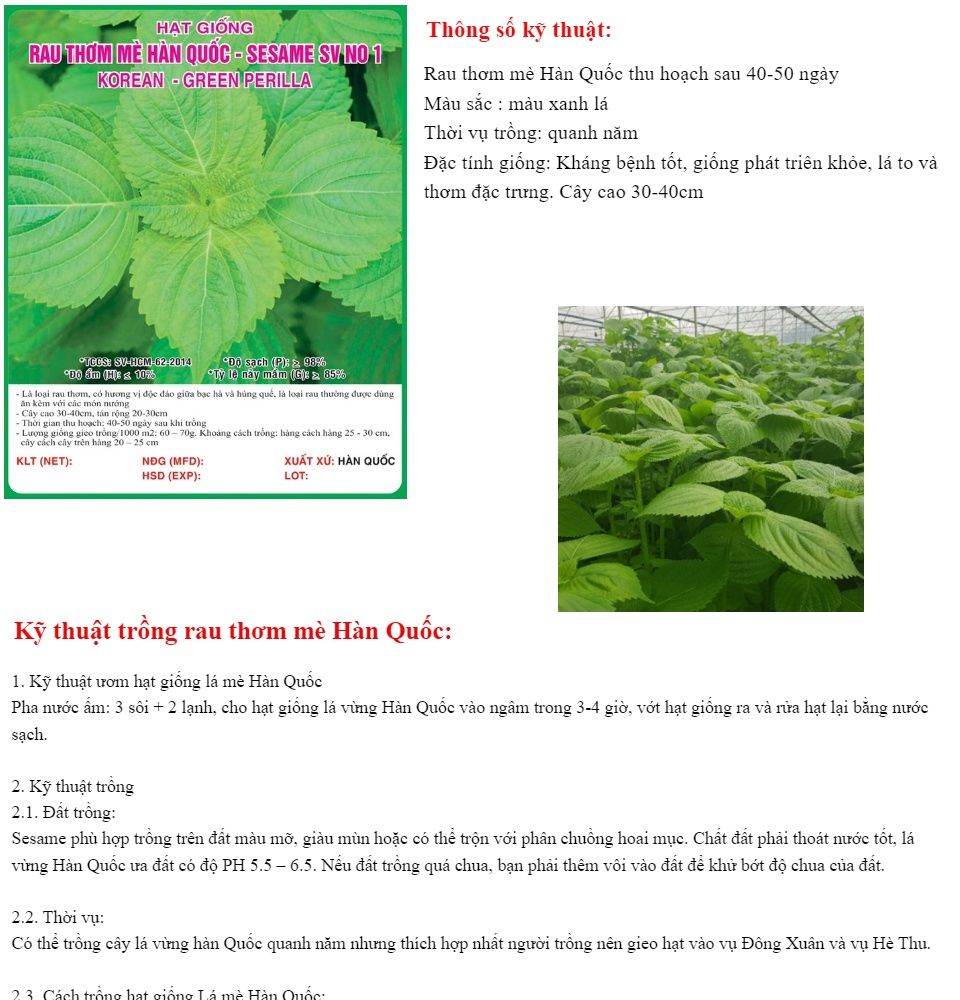 HẠT GIỐNG
RAU THƠM MÈ HÀN QUỐC - SESAME SV NO 1
KOREAN - GREEN PERILLA
*TCCS: SV-HCM-62-2014
*Độ sạch (P): ≥ 98%
*Độ ẩm (H): ≤ 10%
*Tỷ lệ nảy mầm (G): ≥ 85%
- Là loại rau thơm, có hương vị độc đáo giữa bạc hà và húng quế, là loại rau thường được dùng
ăn kèm với các món nướng
- Cây cao 30-40cm, tán rộng 20-30cm
- Thời gian thu hoạch: 40-50 ngày sau khi trồng
- Lượng giống gieo trồng/1000 m2: 60 – 70g. Khoảng cách trồng: hàng cách hàng 25 - 30 cm,
cây cách cây trên hàng 20 – 25 cm
KLT (NET):
NĐG (MFD):
XUẤT XỨ: HÀN QUỐC
HSD (EXP):
LOT:
Thông số kỹ thuật:
Rau thơm mè Hàn Quốc thu hoạch sau 40-50 ngày
Màu sắc : màu xanh lá
Thời vụ trồng: quanh năm
Đặc tính giống: Kháng bệnh tốt, giống phát triên khỏe, lá to và
thơm đặc trưng. Cây cao 30-40cm
Kỹ thuật trồng rau thơm mè Hàn Quốc:
1. Kỹ thuật ươm hạt giống lá mè Hàn Quốc
Pha nước ấm: 3 sôi + 2 lạnh, cho hạt giống lá vừng Hàn Quốc vào ngâm trong 3-4 giờ, vớt hạt giống ra và rửa hạt lại bằng nước
sạch.
2. Kỹ thuật trồng
2.1. Đất trồng:
Sesame phù hợp trồng trên đất màu mỡ, giàu mùn hoặc có thể trộn với phân chuồng hoai mục. Chất đất phải thoát nước tốt, lá
vừng Hàn Quốc ưa đất có độ PH 5.5 – 6.5. Nếu đất trồng quá chua, bạn phải thêm vôi vào đất để khử bớt độ chua của đất.
2.2. Thời vụ:
Có thể trồng cây lá vừng hàn Quốc quanh năm nhưng thích hợp nhất người trồng nên gieo hạt vào vụ Đông Xuân và vụ Hè Thu.
2.3. Cách trồng hạt giống Lá mè Hàn Quốc: